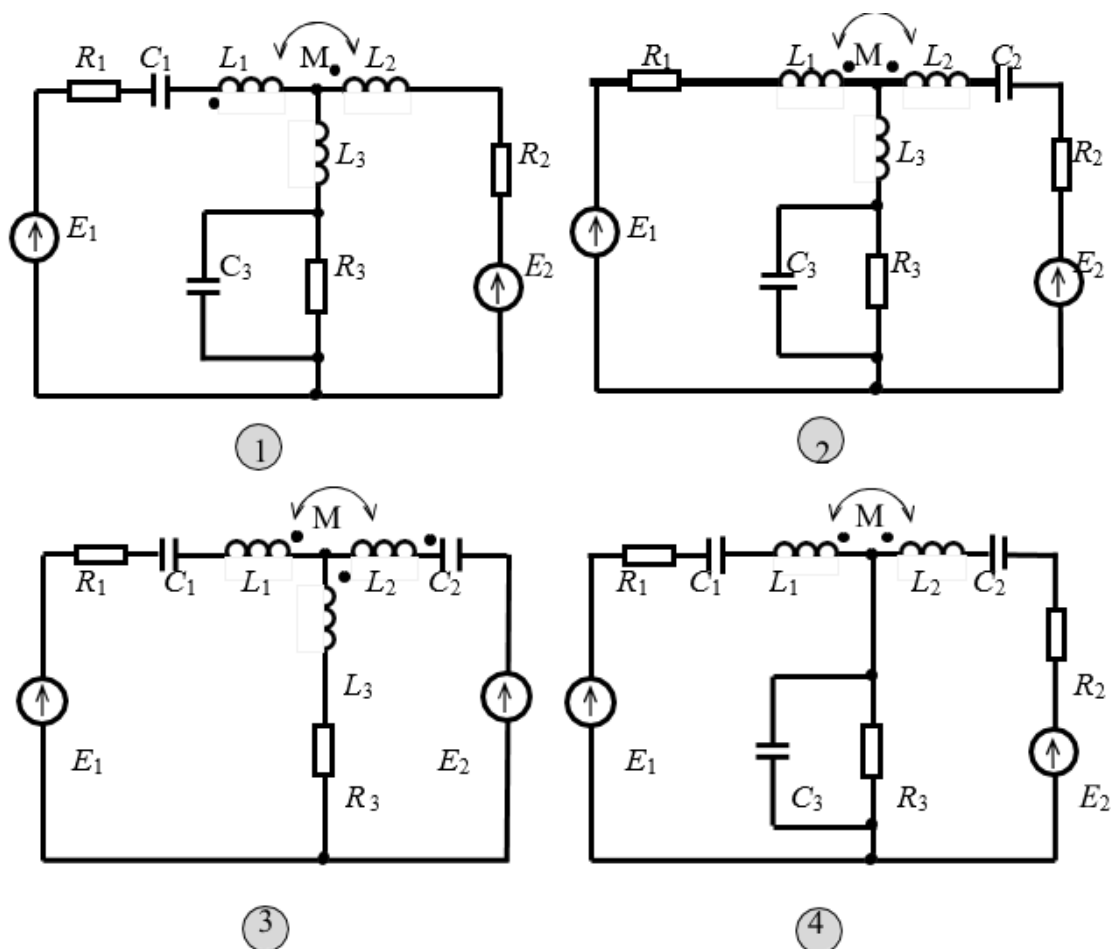 R1 C1 L1 M L2
L3 R2
E1 C3 R3 E2
1
R1 L1 M L2 C2
L3 R2
E1 C3 R3 E2
2
M
R1 C1 L1 L2 C2
L3
E1 E2
R3
3
M
R1 C1 L1 L2 C2
R2
E1
C3 R3 E2
4